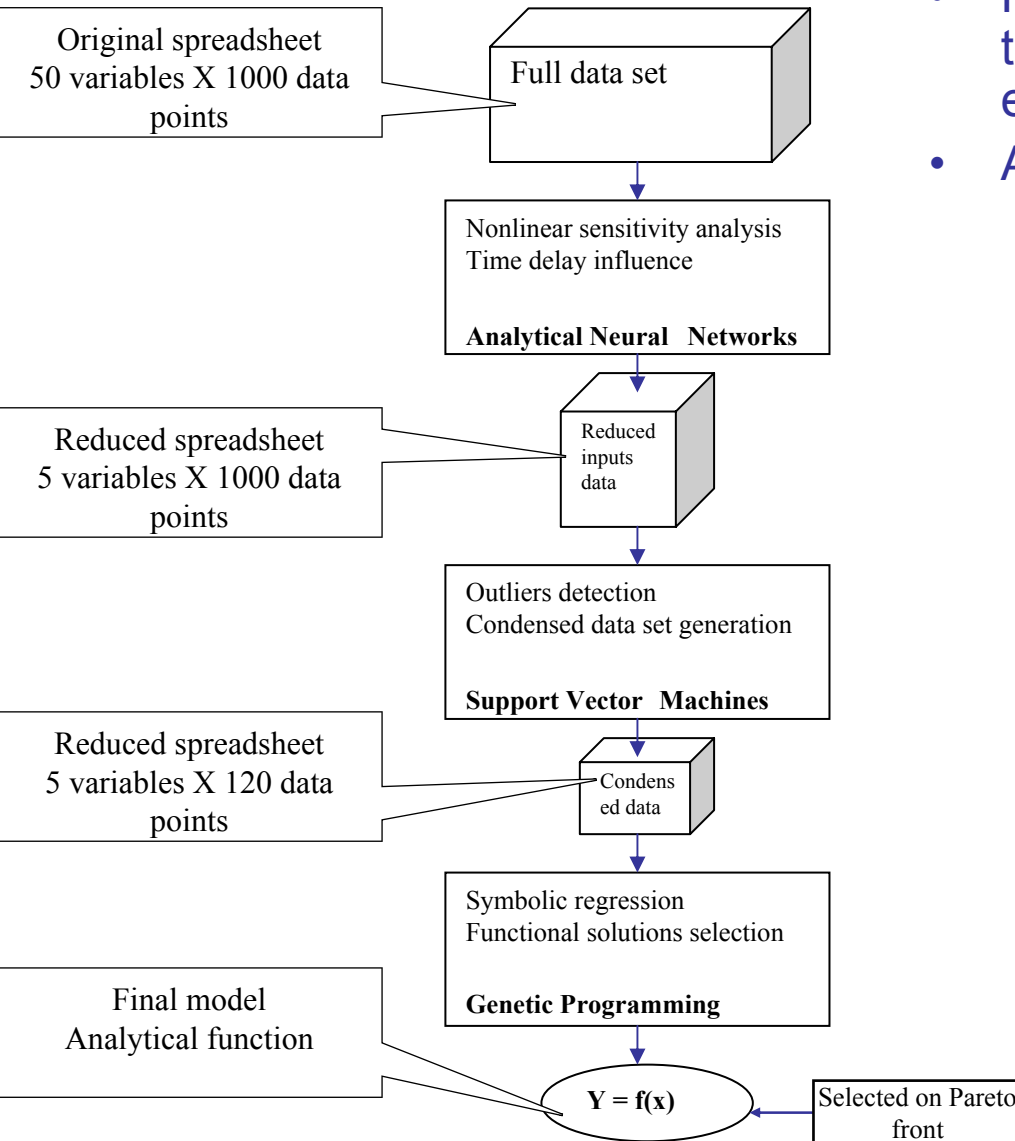 Original spreadsheet
50 variables X 1000 data
points
Full data set
Nonlinear sensitivity analysis
Time delay influence
Analytical Neural Networks
Reduced spreadsheet
5 variables X 1000 data
points
Reduced
inputs
data
Outliers detection
Condensed data set generation
Support Vector Machines
Reduced spreadsheet
5 variables X 120 data
points
Condens
ed data
Symbolic regression
Functional solutions selection
Genetic Programming
Final model
Analytical function
Y = f(x)
Selected on Pareto
front